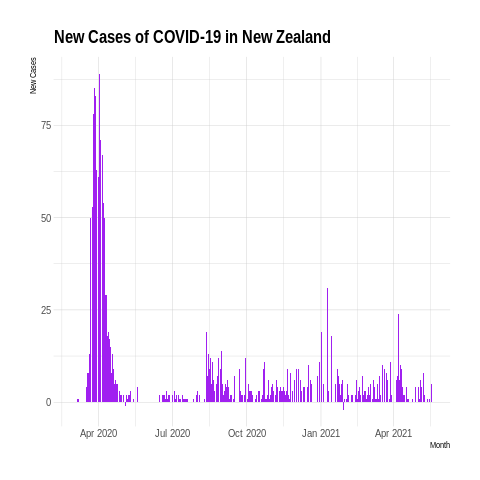 New Cases of COVID-19 in New Zealand
New Cases
75
50
25
0
Apr 2020 Jul 2020 Oct 2020 Jan 2021 Apr 2021
Month